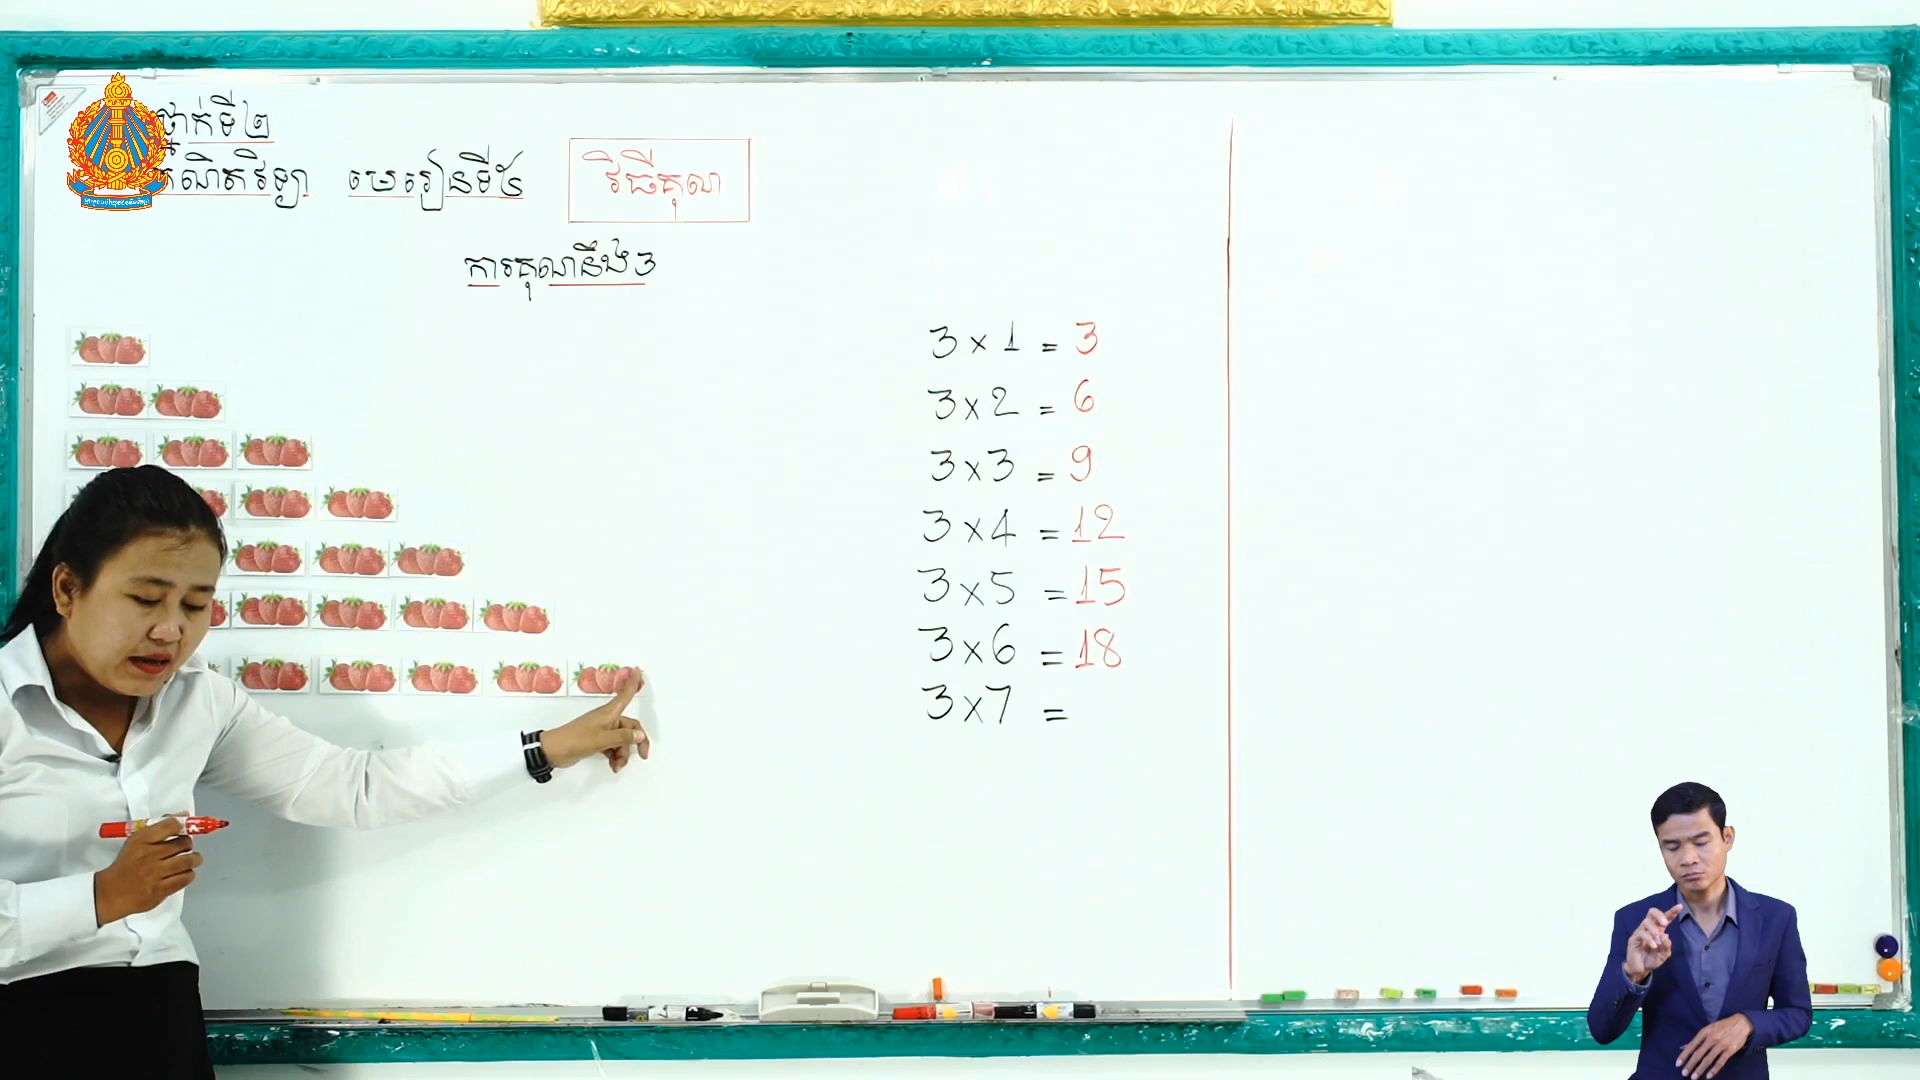 ថ្នាក់ទី២
គណិតវិទ្យា មេរៀនទី៤ វិធីគុណ
ការគុណនឹង3
3 × 1 = 3
3 × 2 = 6
3 × 3 = 9
3 × 4 = 12
3 × 5 = 15
3 × 6 = 18
3 × 7 =